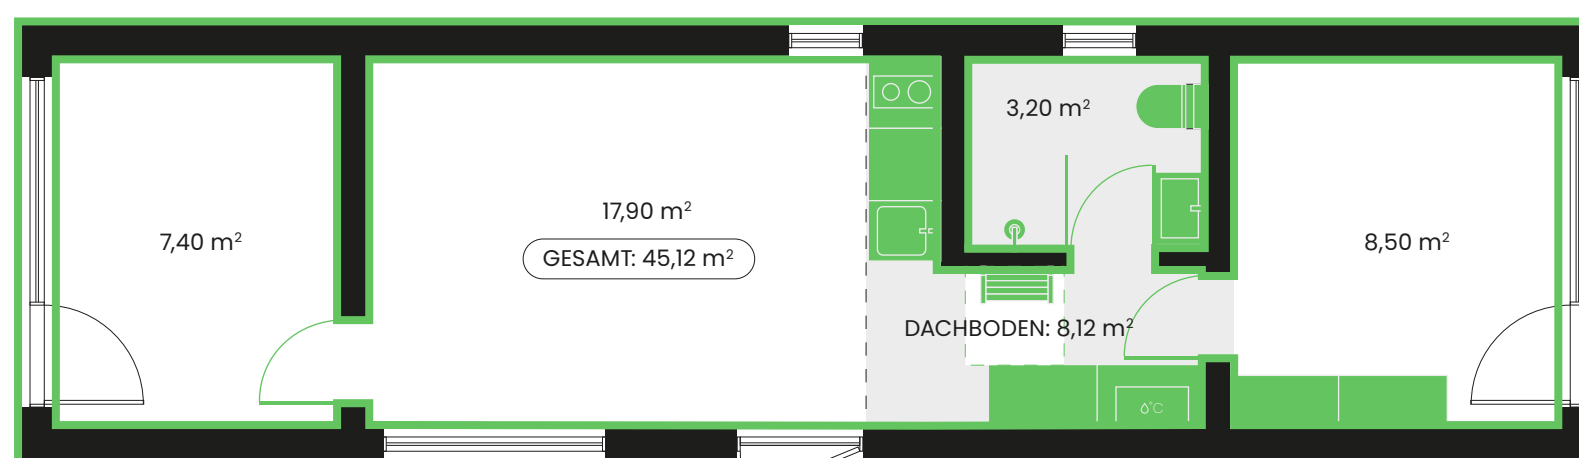 3,20 m²
17,90 m²
7,40 m²
GESAMT: 45,12 m²
8,50 m²
DACHBODEN: 8,12 m²
°C